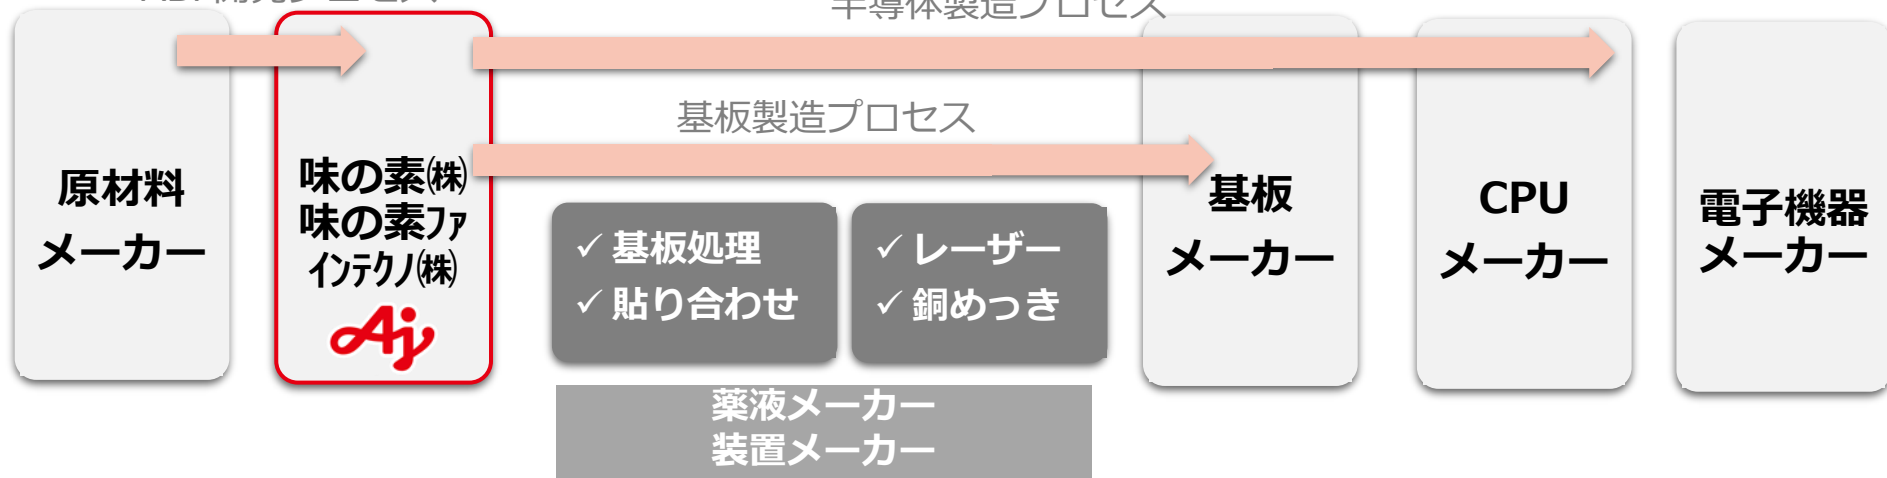 半導体製造プロセス
基板製造プロセス
原材料
メーカー
味の素㈱
味の素ファ
インテクノ㈱
Aj
✓ 基板処理
✓ 貼り合わせ
✓ レーザー
✓ 銅めっき
薬液メーカー
装置メーカー
基板
メーカー
CPU
メーカー
電子機器
メーカー